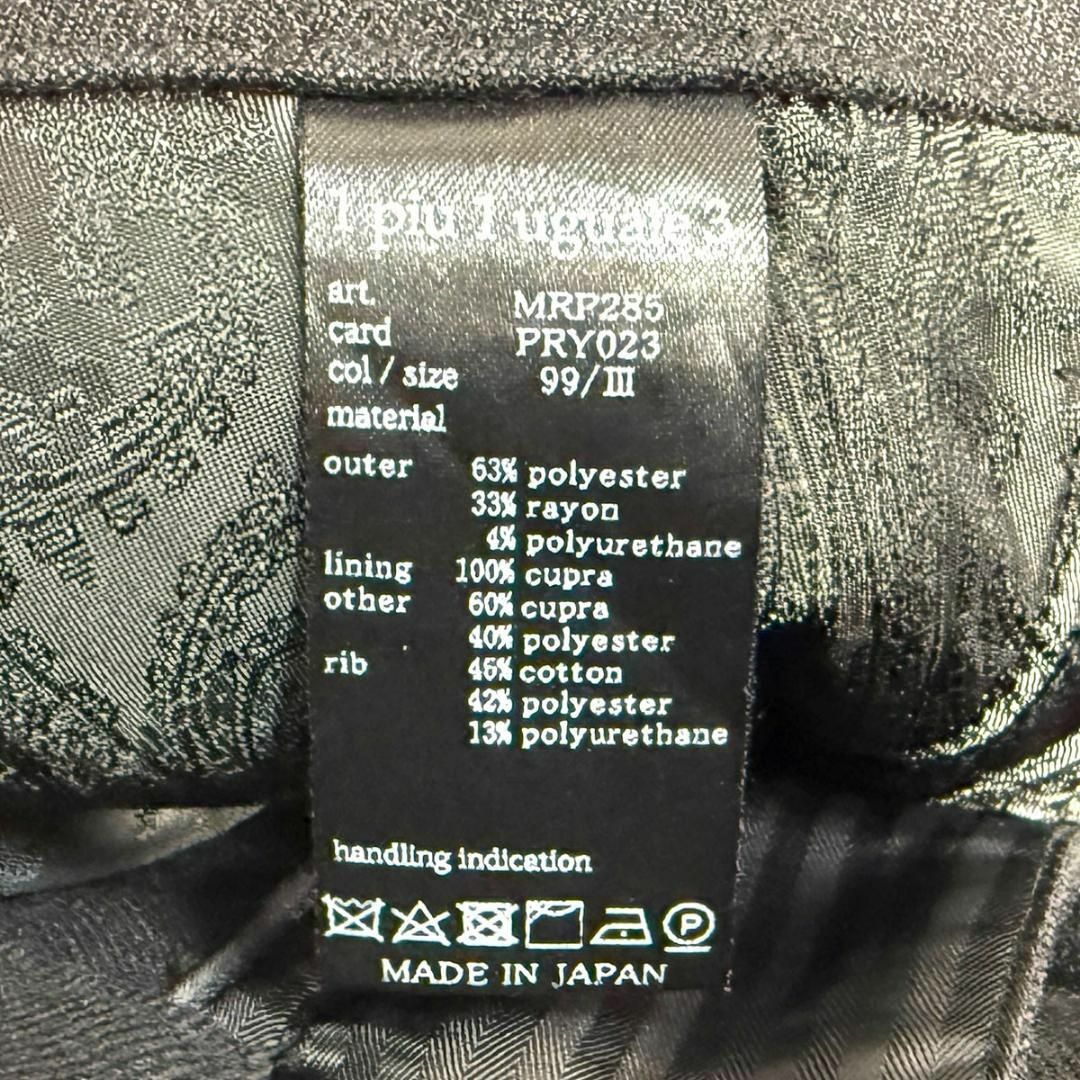 1 piu 1 uguale 3
art. MRP285
card PRY023
col / size 99/Ⅲ
material
outer 63% polyester
33% rayon
4% polyurethane
lining 100% cupra
other 60% cupra
40% polyester
rib 45% cotton
42% polyester
13% polyurethane
handling indication
P
MADE IN JAPAN